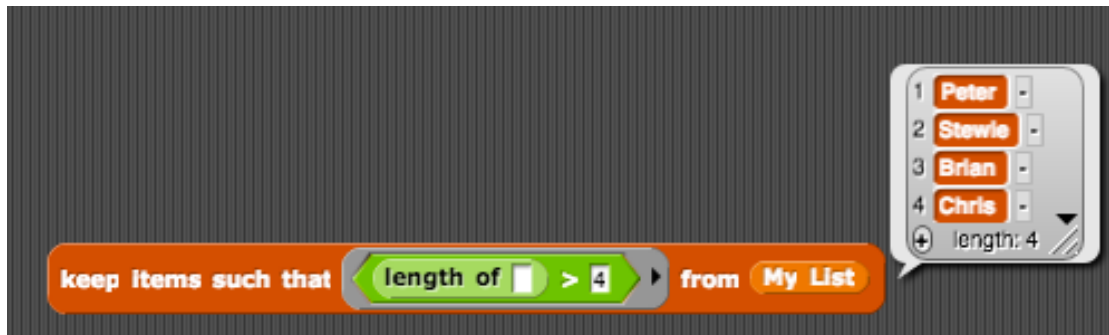 1 Peter -
2 Stewie -
3 Brian -
4 Chris -
+ length: 4
keep items such that length of > 4 from My List